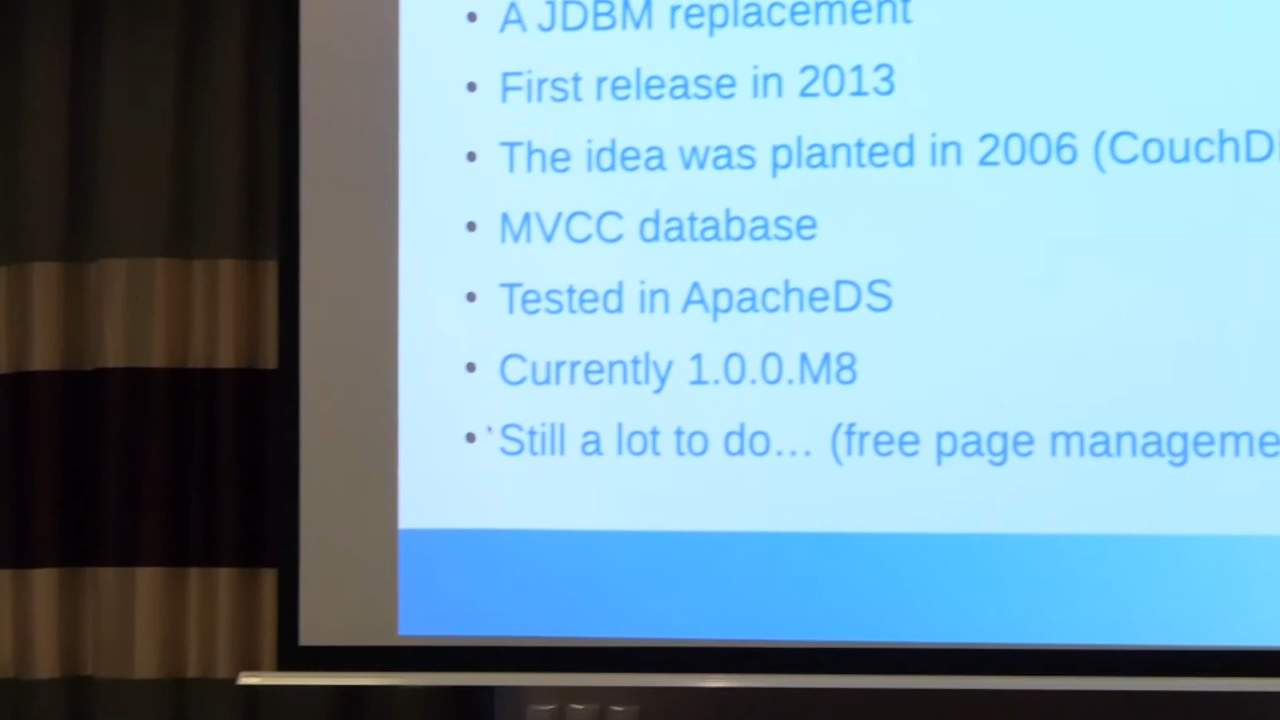 • A JDBM replacement
• First release in 2013
• The idea was planted in 2006 (CouchD
• MVCC database
• Tested in ApacheDS
• Currently 1.0.0.M8
• Still a lot to do... (free page manageme